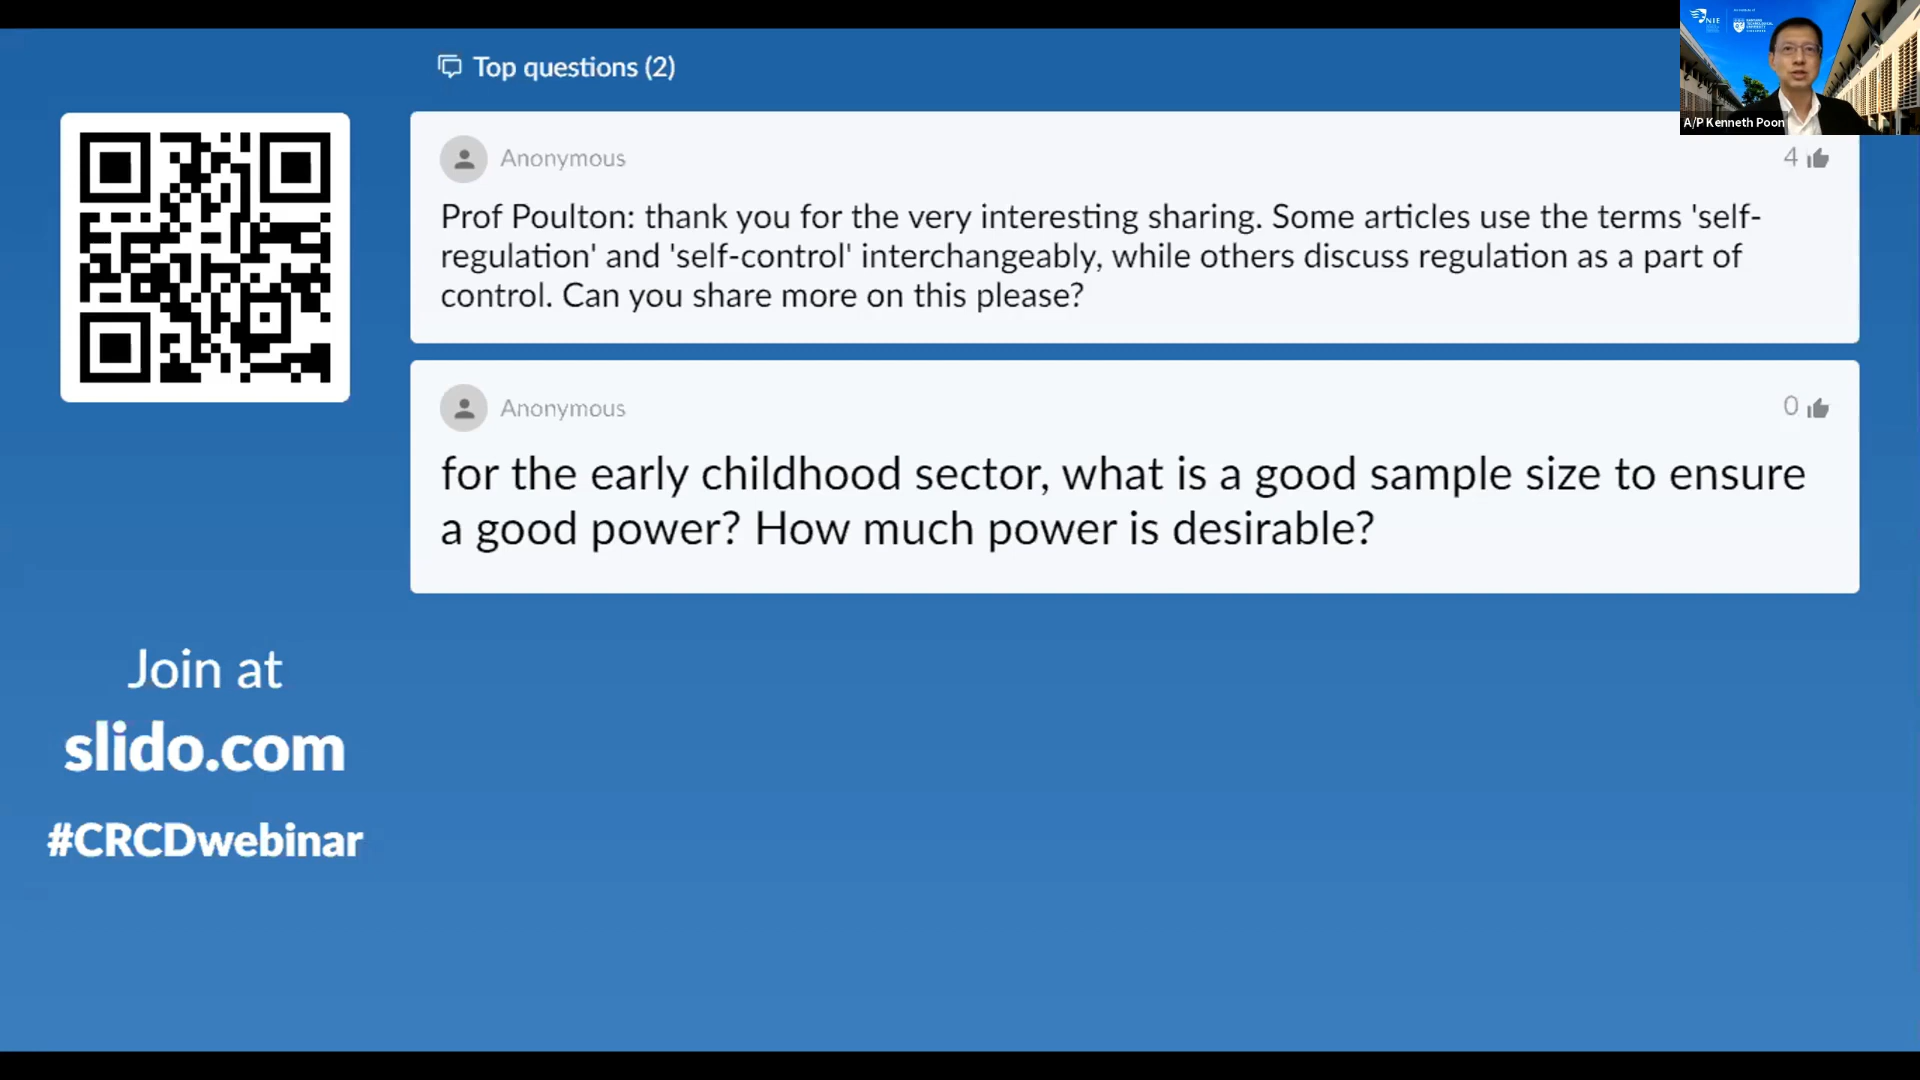 Top questions (2)
Anonymous
4
Prof Poulton: thank you for the very interesting sharing. Some articles use the terms 'self-
regulation' and 'self-control' interchangeably, while others discuss regulation as a part of
control. Can you share more on this please?
Anonymous
0
for the early childhood sector, what is a good sample size to ensure
a good power? How much power is desirable?
Join at
slido.com
#CRCDwebinar
NIE
A/P Kenneth Poon